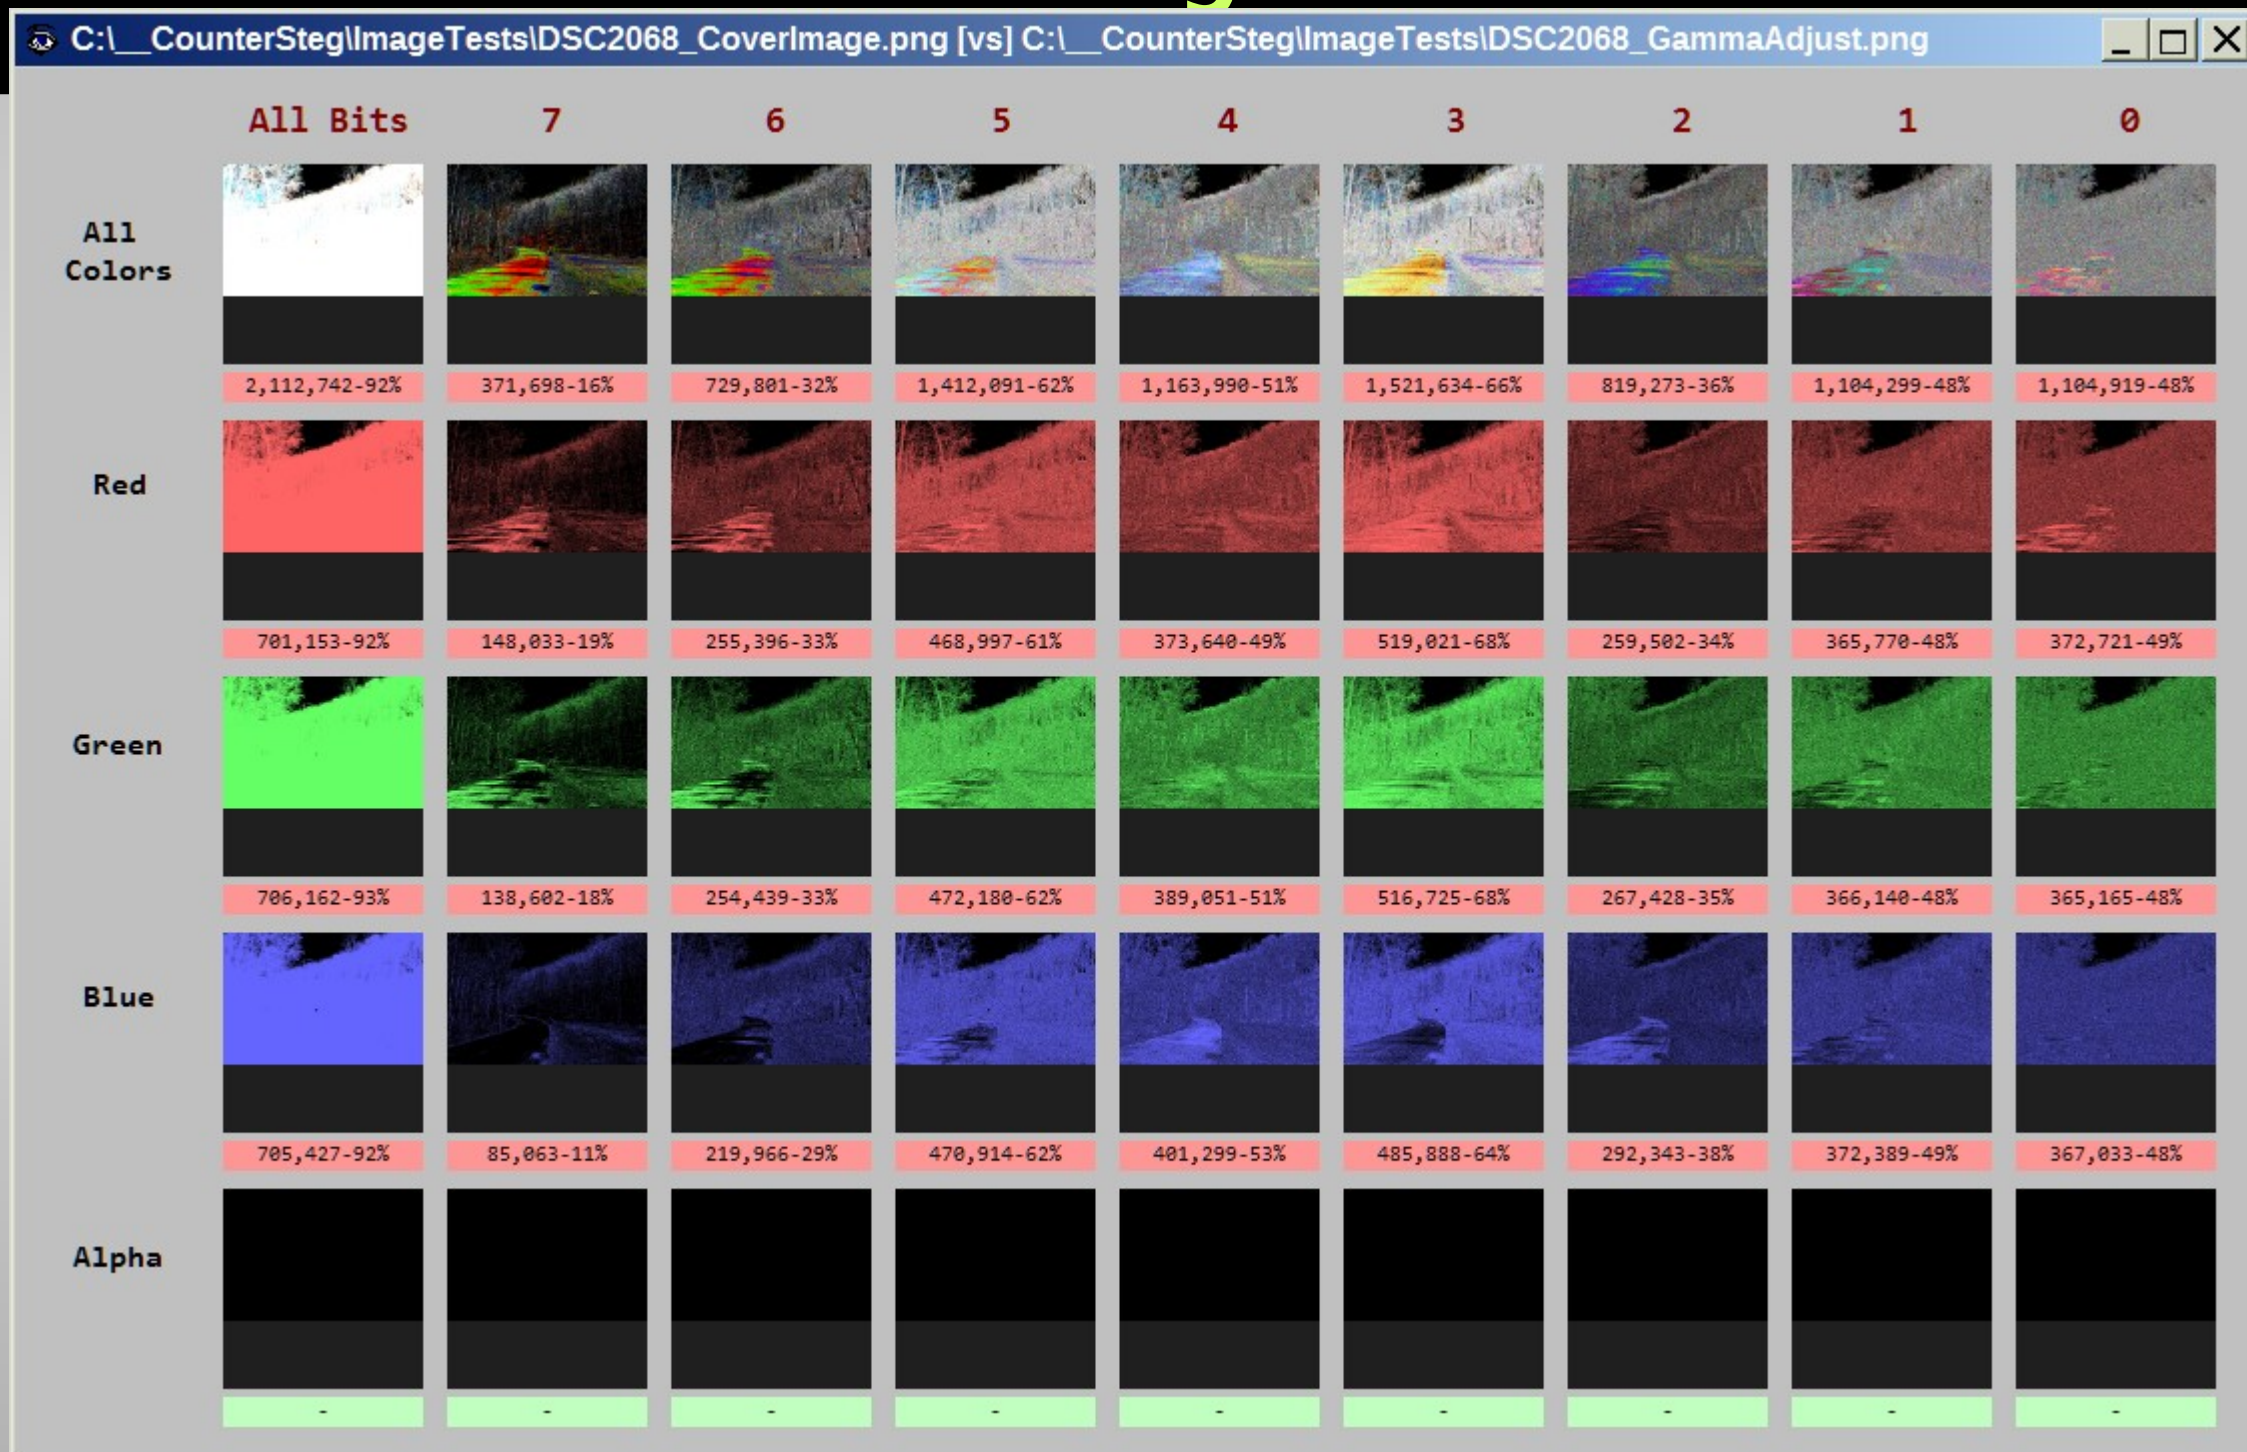 C:\__CounterSteg\ImageTests\DSC2068_CoverImage.png [vs] C:\__CounterSteg\ImageTests\DSC2068_GammaAdjust.png
All Bits 7 6 5 4 3 2 1 0
All
Colors
2,112,742-92% 371,698-16% 729,801-32% 1,412,091-62% 1,163,990-51% 1,521,634-66% 819,273-36% 1,104,299-48% 1,104,919-48%
Red
701,153-92% 148,033-19% 255,396-33% 468,997-61% 373,640-49% 519,021-68% 259,502-34% 365,770-48% 372,721-49%
Green
706,162-93% 138,602-18% 254,439-33% 472,180-62% 389,051-51% 516,725-68% 267,428-35% 366,140-48% 365,165-48%
Blue
705,427-92% 85,063-11% 219,966-29% 470,914-62% 401,299-53% 485,888-64% 292,343-38% 372,389-49% 367,033-48%
Alpha
- - - - - - - - -